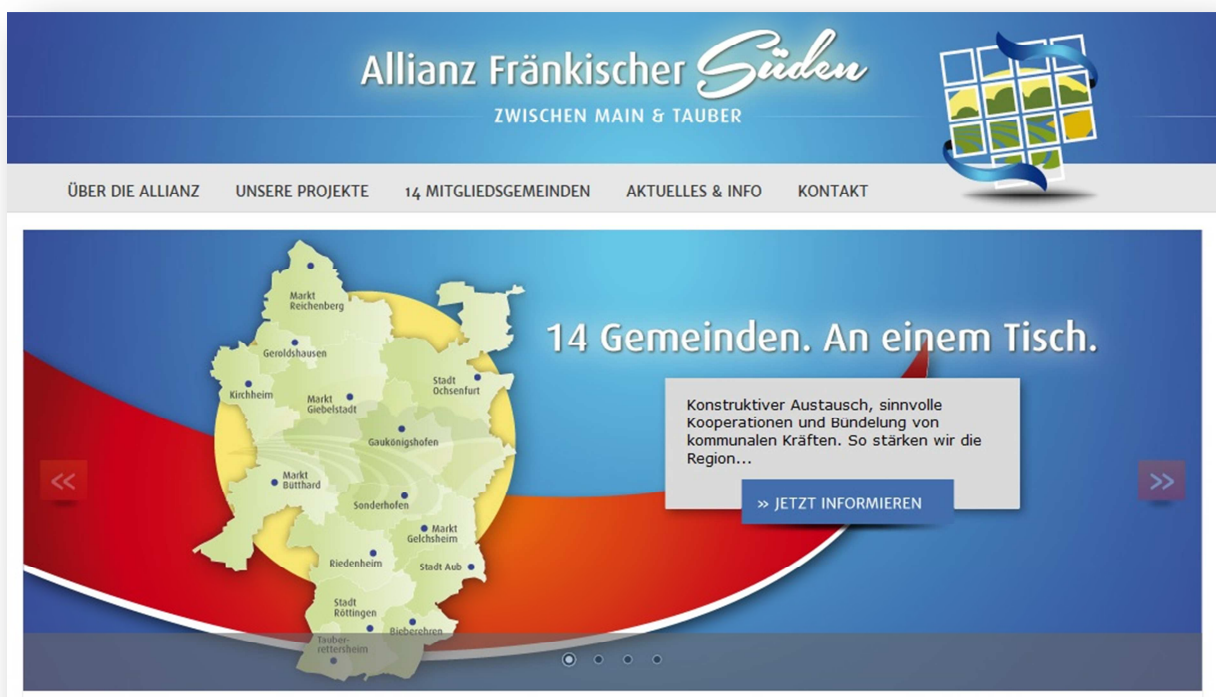 Allianz Fränkischer Süden
ZWISCHEN MAIN & TAUBER
ÜBER DIE ALLIANZ
UNSERE PROJEKTE
14 MITGLIEDSGEMEINDEN
AKTUELLES & INFO
KONTAKT
14 Gemeinden. An einem Tisch.
Konstruktiver Austausch, sinnvolle
Kooperationen und Bündelung von
kommunalen Kräften. So stärken wir die
Region...
» JETZT INFORMIEREN
Markt
Reichenberg
Geroldshausen
Kirchheim
Markt
Giebelstadt
Stadt
Ochsenfurt
Gaukönigshofen
Markt
Bütthard
Sonderhofen
Markt
Gelchsheim
Riedenheim
Stadt Aub
Stadt
Röttingen
Bieberehren
Tauber-
rettersheim